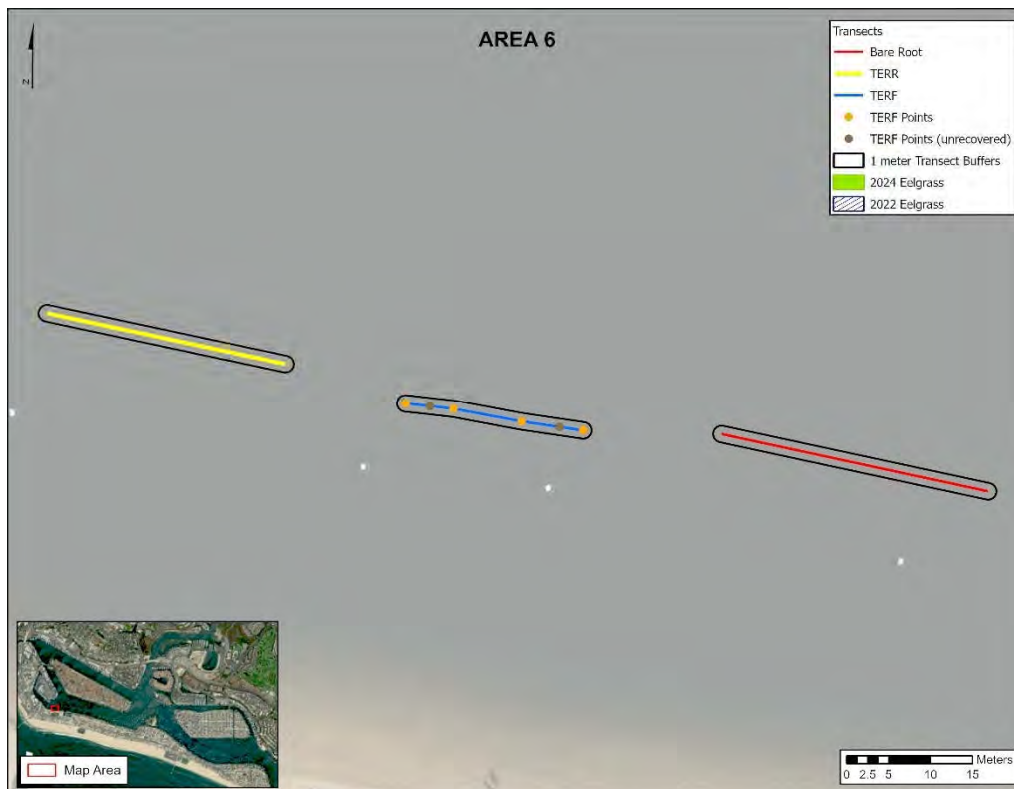 AREA 6
N
Transects
Bare Root
TERR
TERF
TERF Points
TERF Points (unrecovered)
1 meter Transect Buffers
2024 Eelgrass
2022 Eelgrass
Map Area
Meters
0 2.5 5 10 15